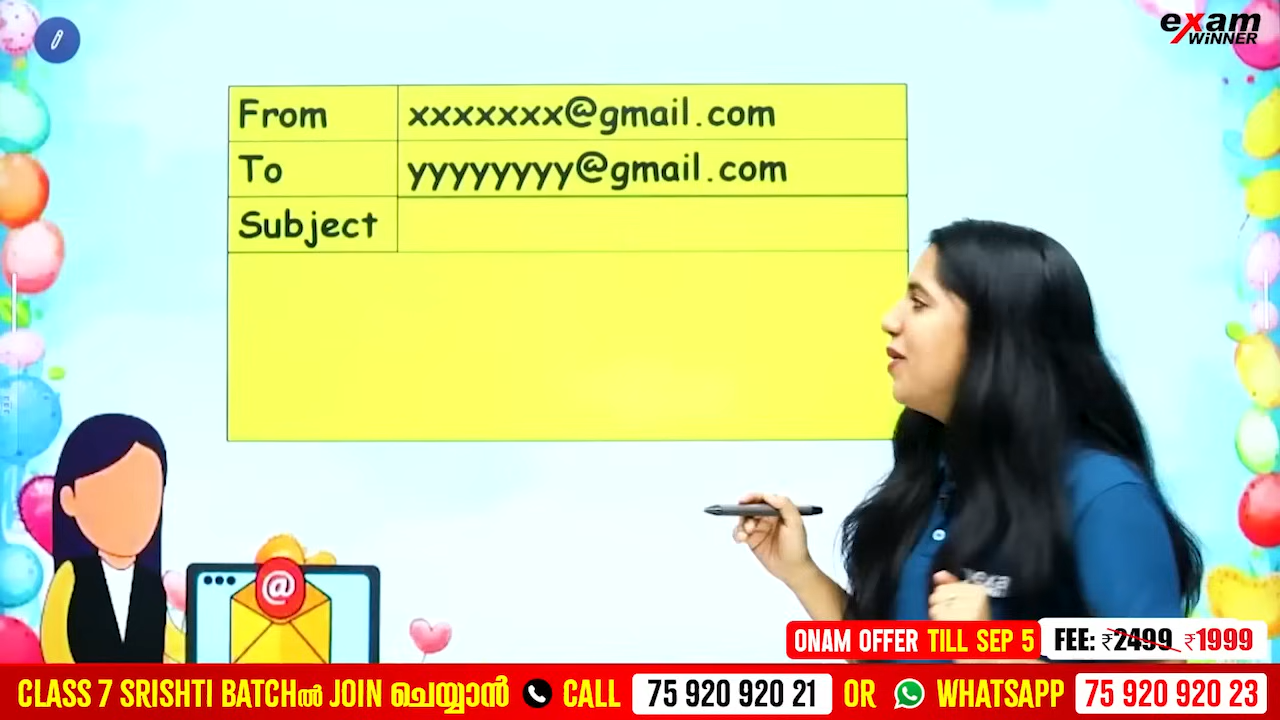 exam
WiNNER
From xxxxxxx@gmail.com
To yyyyyyyy@gmail.com
Subject
@
ONAM OFFER TILL SEP 5 FEE: ₹2499 ₹1999
CLASS 7 SRISHTI BATCHൽ JOIN ചെയ്യാൻ CALL 75 920 920 21 OR WHATSAPP 75 920 920 23